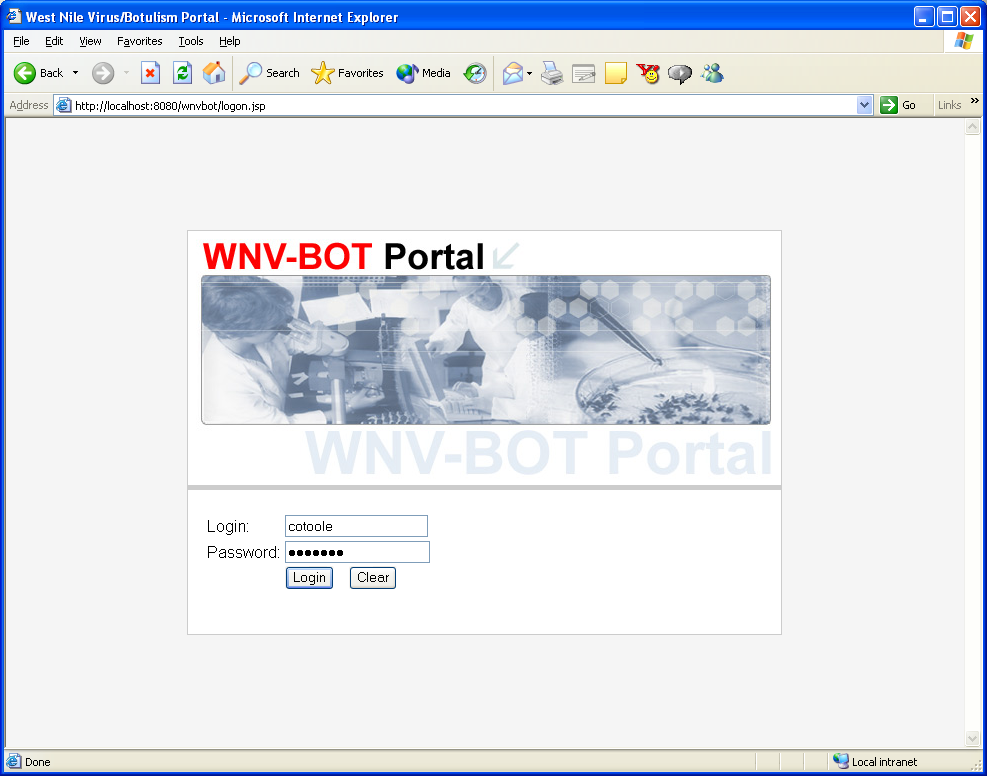 West Nile Virus/Botulism Portal - Microsoft Internet Explorer
File Edit View Favorites Tools Help
Back Search Favorites Media
Address http://localhost:8080/wnvbot/logon.jsp Go Links »
WNV-BOT Portal
WNV-BOT Portal
Login: cotoole
Password: •••••••
Login Clear
Done Local intranet